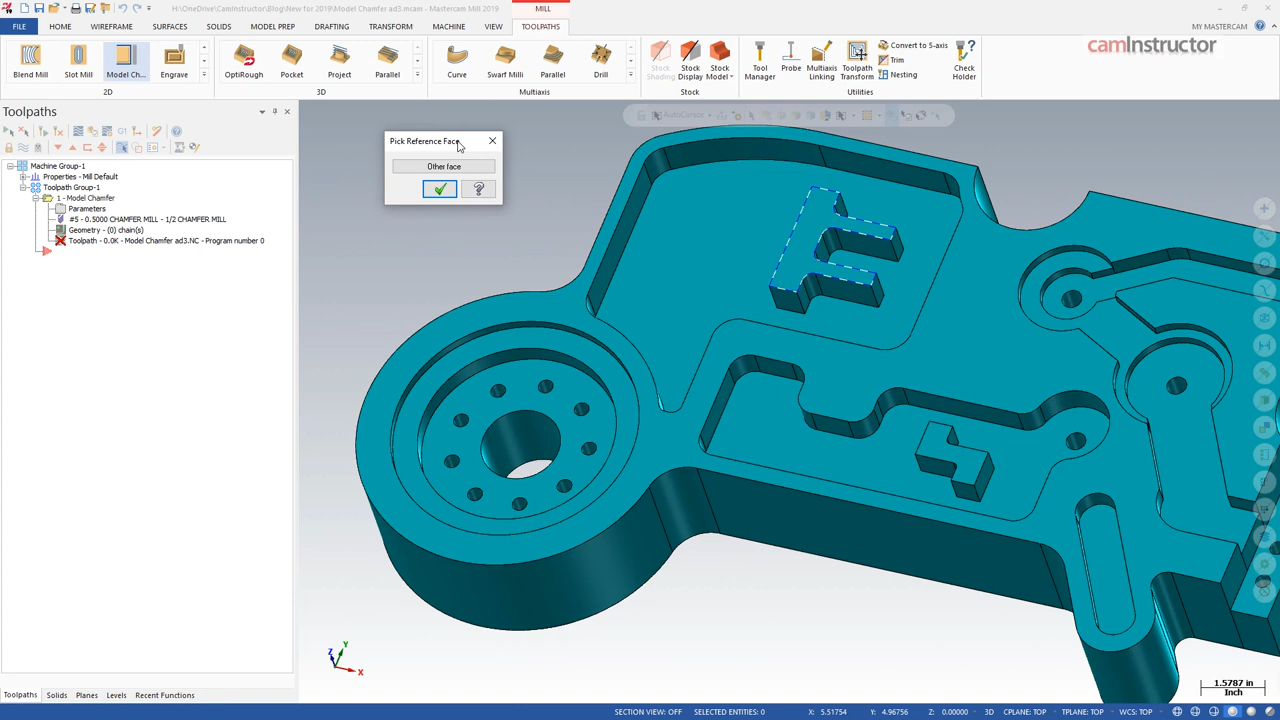 H:\OneDrive\CamInstructor\Blog\New for 2019\Model Chamfer ad3.mcam - Mastercam Mill 2019
MILL
FILE HOME WIREFRAME SURFACES SOLIDS MODEL PREP DRAFTING TRANSFORM MACHINE VIEW TOOLPATHS MY MASTERCAM
camInstructor
Blend Mill Slot Mill Model Ch... Engrave OptiRough Pocket Project Parallel Curve Swarf Mill Parallel Drill Stock Shading Stock Display Stock Model Tool Manager Probe Multiaxis Linking Toolpath Transform Convert to 5-axis Trim Nesting Check Holder
2D 3D Multiaxis Stock Utilities
Toolpaths
AutoCursor
G1
Machine Group-1
Properties - Mill Default
Toolpath Group-1
1 - Model Chamfer
Parameters
#5 - 0.5000 CHAMFER MILL - 1/2 CHAMFER MILL
Geometry - (0) chain(s)
Toolpath - 0.0K - Model Chamfer ad3.NC - Program number 0
Pick Reference Face
Other face
Z Y X
1.5787 in
Inch
Toolpaths Solids Planes Levels Recent Functions
SECTION VIEW: OFF SELECTED ENTITIES: 0 X: 5.51754 Y: 4.96756 Z: 0.00000 3D CPLANE: TOP TPLANE: TOP WCS: TOP